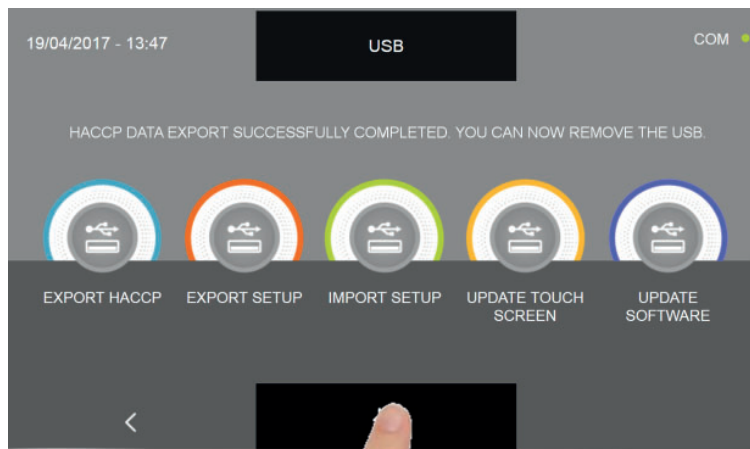 19/04/2017 - 13:47
USB
COM
HACCP DATA EXPORT SUCCESSFULLY COMPLETED. YOU CAN NOW REMOVE THE USB.
EXPORT HACCP
EXPORT SETUP
IMPORT SETUP
UPDATE TOUCH
SCREEN
UPDATE
SOFTWARE